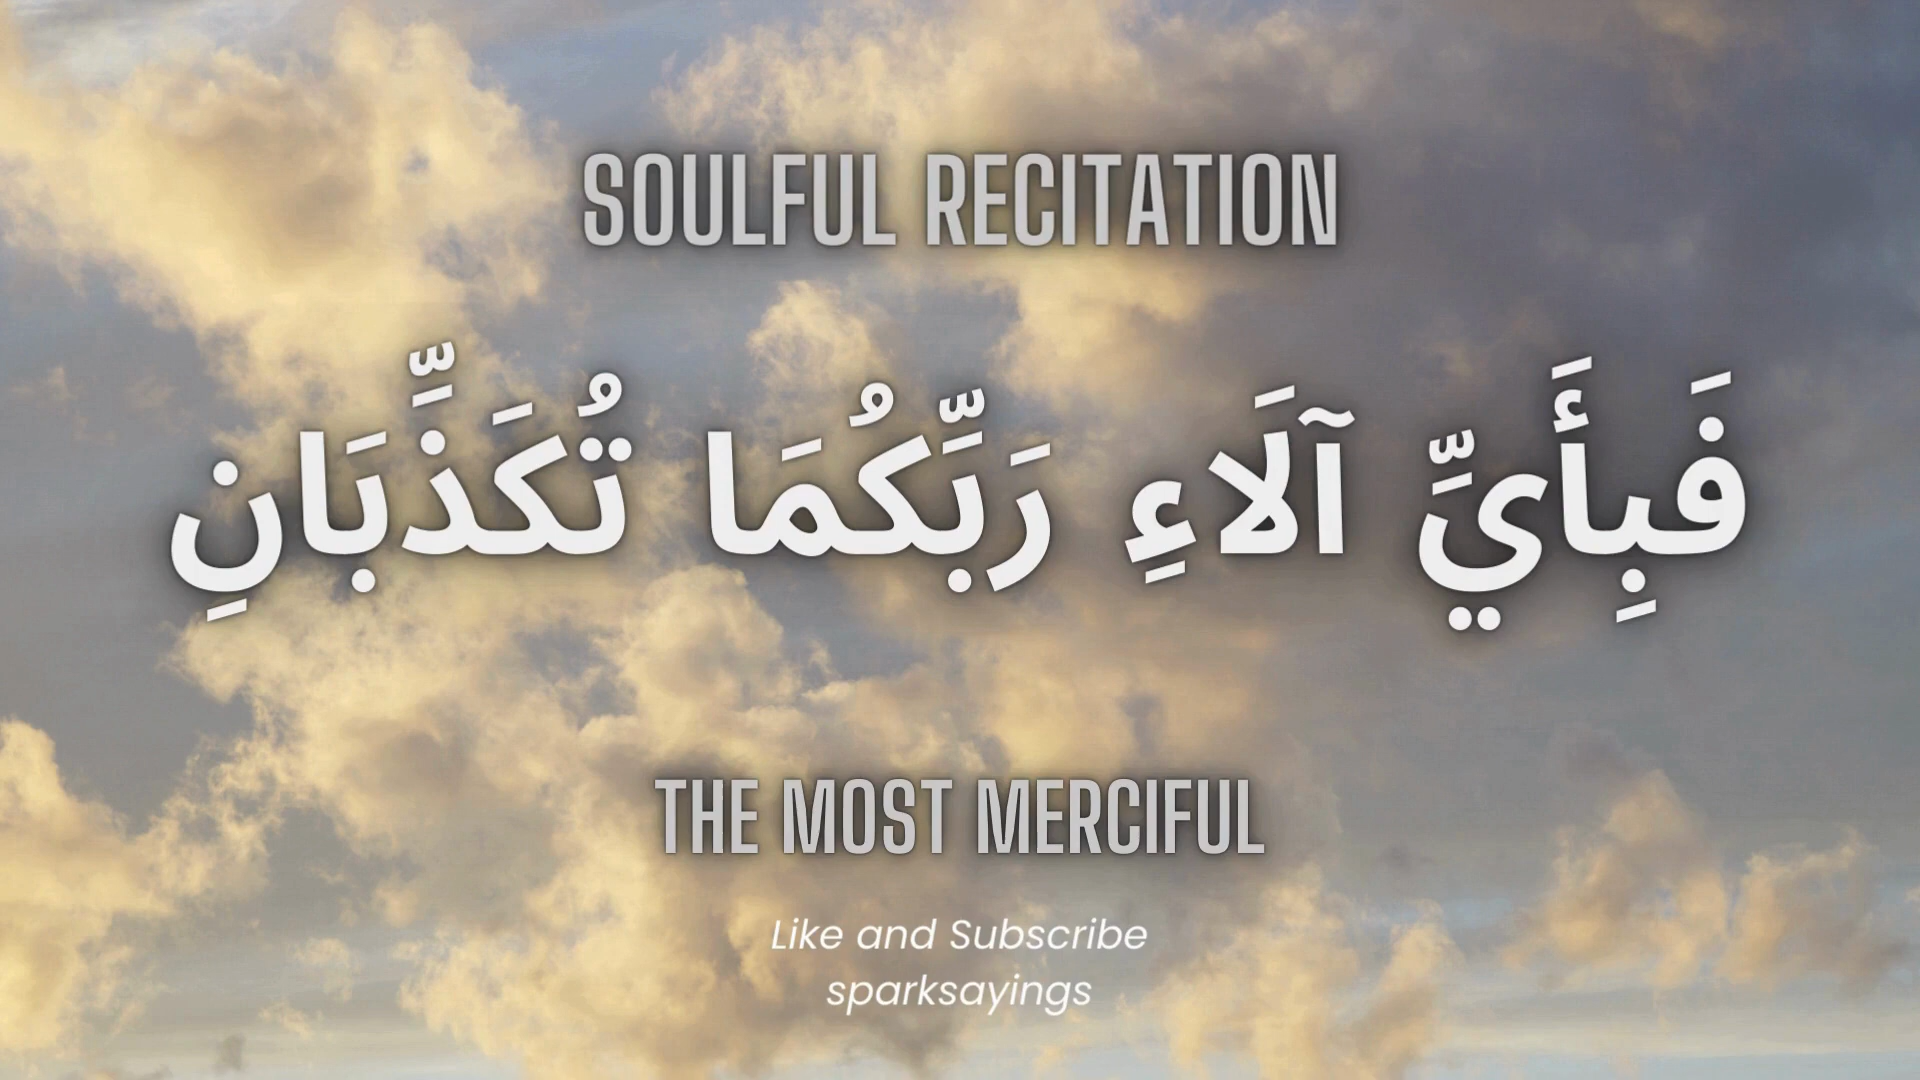 SOULFUL RECITATION
فَبِأَيِّ آلَاءِ رَبِّكُمَا تُكَذِّبَانِ
THE MOST MERCIFUL
Like and Subscribe
sparksayings